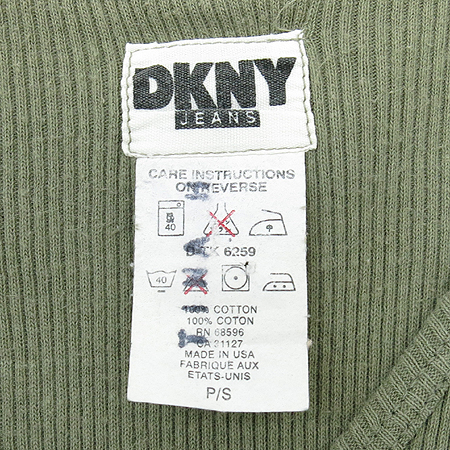 DKNY
JEANS
CARE INSTRUCTIONS
ON REVERSE
40
6259
40
100% COTTON
100% COTON
RN 68596
CA 31127
MADE IN USA
FABRIQUE AUX
ETATS-UNIS
P/S